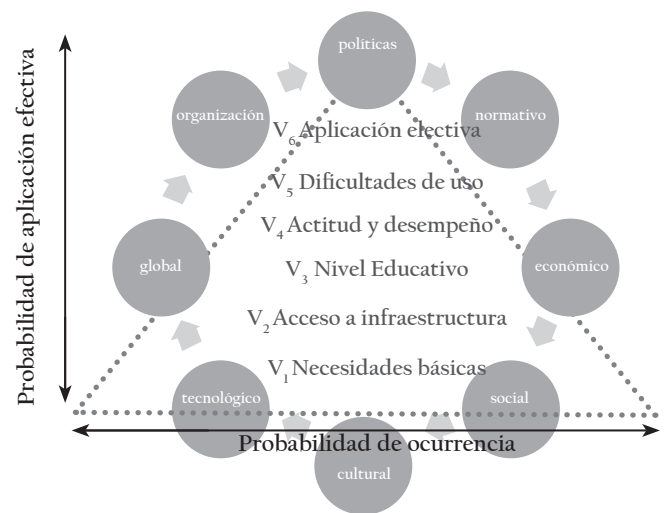 políticas
organización
normativo
V6 Aplicación efectiva
V5 Dificultades de uso
V4 Actitud y desempeño
global
V3 Nivel Educativo
económico
V2 Acceso a infraestructura
V1 Necesidades básicas
tecnológico
social
cultural
Probabilidad de aplicación efectiva
Probabilidad de ocurrencia